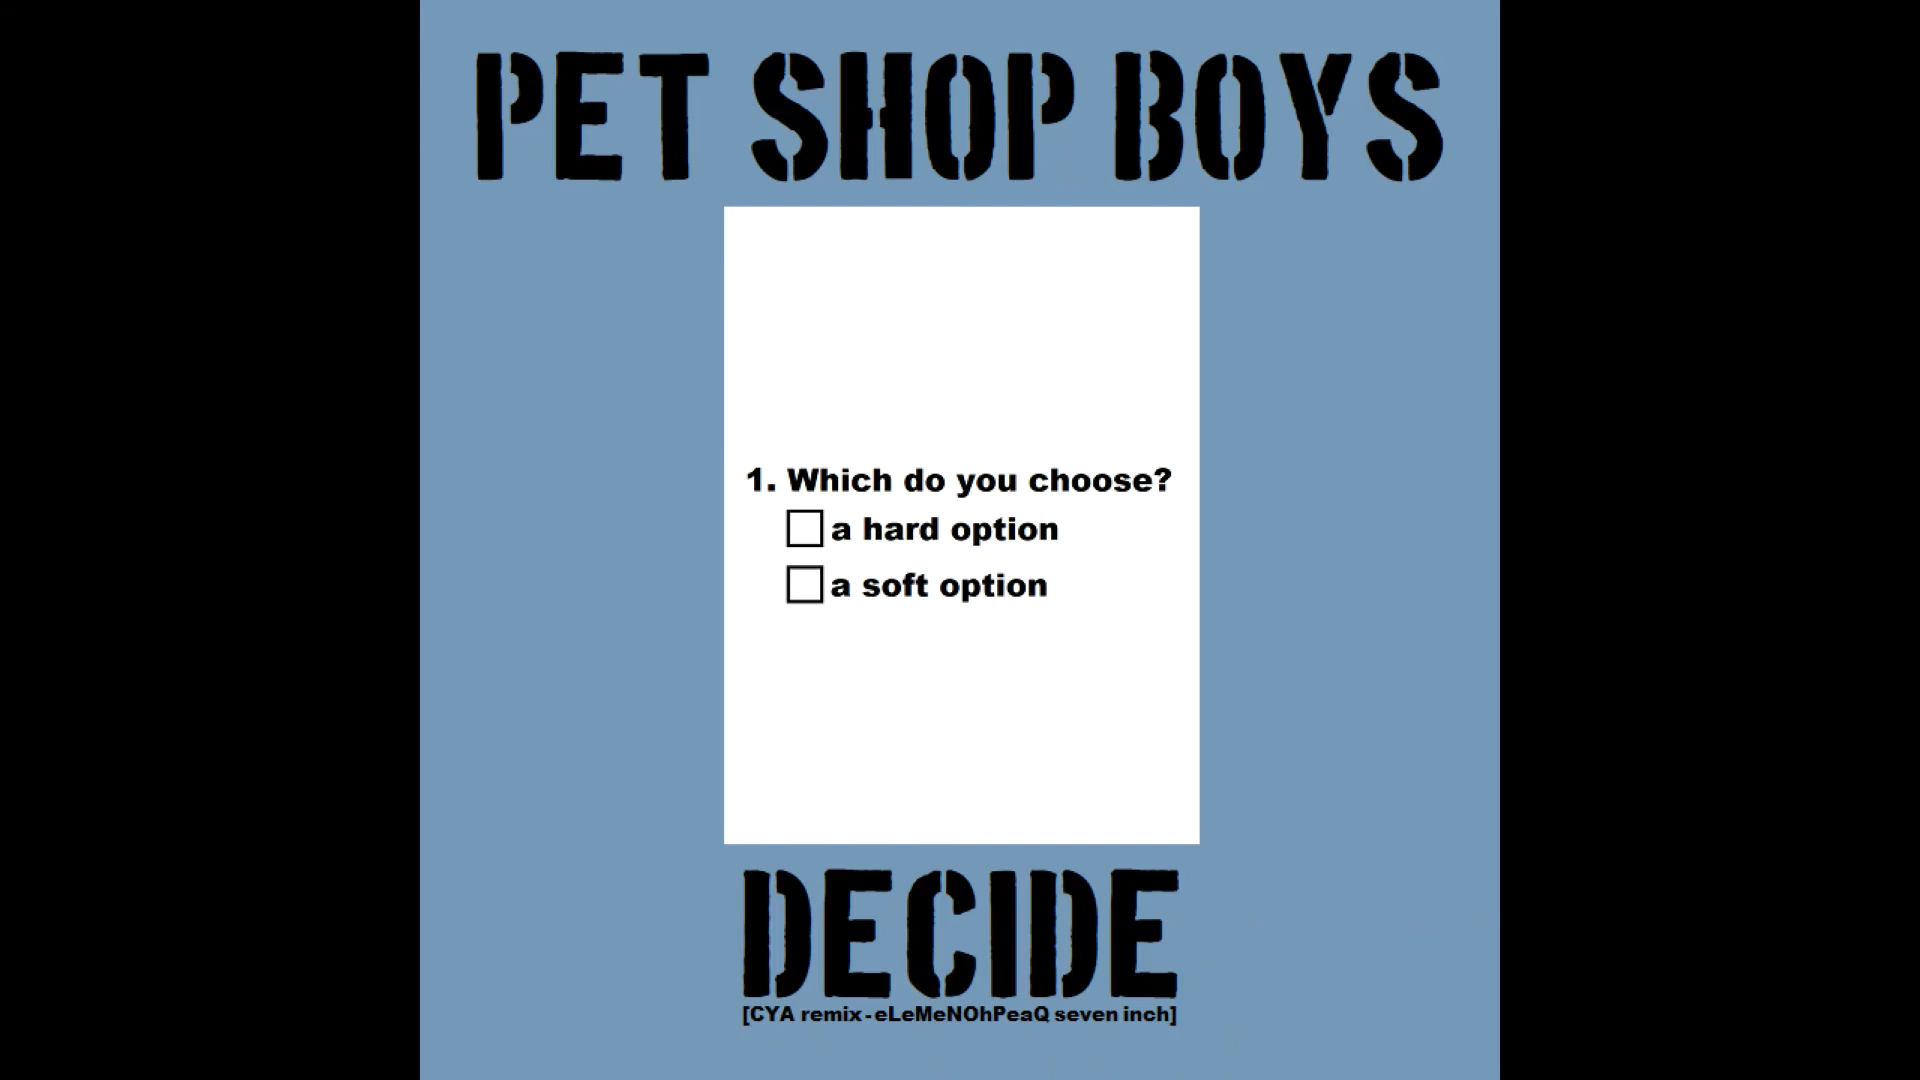 PET SHOP BOYS
1. Which do you choose?
a hard option
a soft option
DECIDE
[CYA remix - eLeMeNOhPeaQ seven inch]